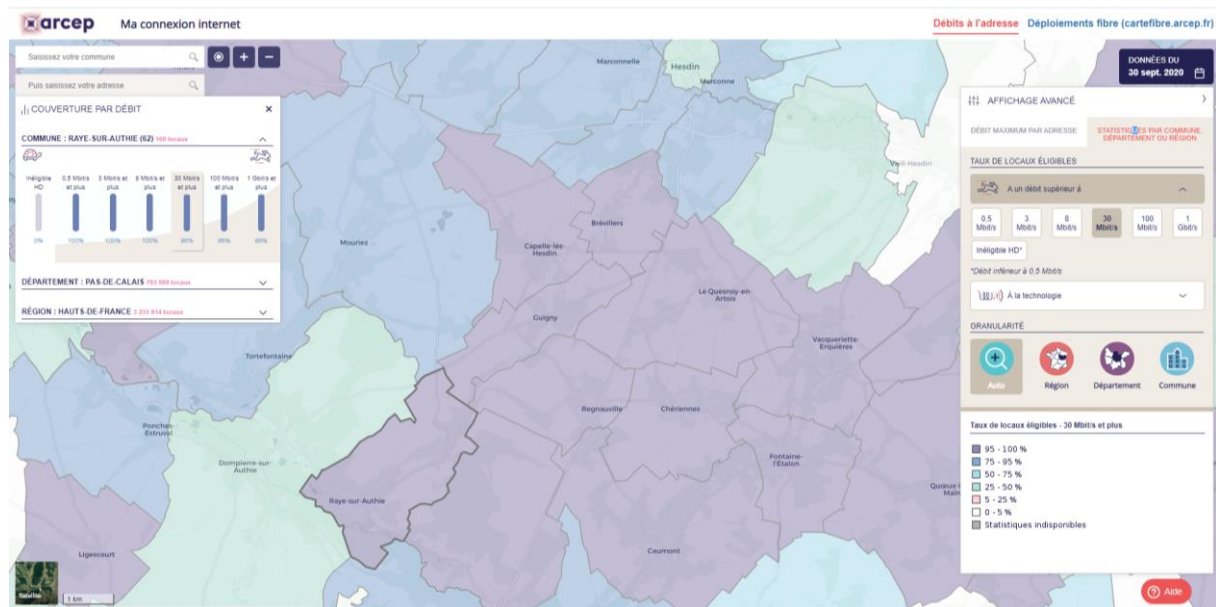 arcep
Ma connexion internet
Débits à l'adresse
Déploiements fibre (cartefibre.arcep.fr)
Saisissez votre commune
Puis saisissez votre adresse
COUVERTURE PAR DÉBIT
COMMUNE : RAYE-SUR-AUTHIE (62)
Inéligible HD
0,5 Mbit/s et plus
3 Mbit/s et plus
8 Mbit/s et plus
30 Mbit/s et plus
100 Mbit/s et plus
1 Gbit/s et plus
0%
100%
100%
100%
DÉPARTEMENT : PAS-DE-CALAIS
RÉGION : HAUTS-DE-FRANCE
Marconnelle
Hesdin
Marconne
Vieil-Hesdin
Mouriez
Brévillers
Capelle-lès-
Hesdin
Le Quesnoy-en-
Artois
Guigny
Vacqueriette-
Erquières
Tortefontaine
Regnauville
Chériennes
Ponches-
Estruval
Dompierre-sur-
Authie
Fontaine-
l'Étalon
Raye-sur-Authie
Caumont
Ligescourt
Satellite
1 km
DONNÉES DU
30 sept. 2020
AFFICHAGE AVANCÉ
DÉBIT MAXIMUM PAR ADRESSE
STATISTIQUES PAR COMMUNE,
DÉPARTEMENT OU RÉGION
TAUX DE LOCAUX ÉLIGIBLES
A un débit supérieur à
0,5 Mbit/s
3 Mbit/s
8 Mbit/s
30 Mbit/s
100 Mbit/s
1 Gbit/s
Inéligible HD*
*Débit inférieur à 0,5 Mbit/s
À la technologie
GRANULARITÉ
Auto
Région
Département
Commune
Taux de locaux éligibles - 30 Mbit/s et plus
95 - 100 %
75 - 95 %
50 - 75 %
25 - 50 %
5 - 25 %
0 - 5 %
Statistiques indisponibles
Aide